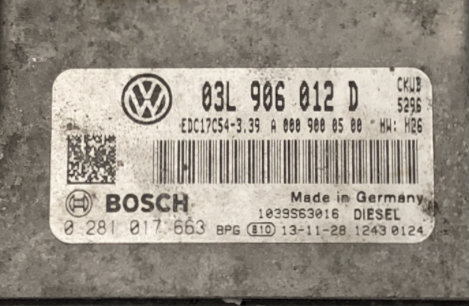 03L 906 012 D CKUB
5296
EDC17C54-3.39 A 000 900 05 00 HW: H26
BOSCH Made in Germany
1039S63016 DIESEL
0 281 017 663 BPG 810 13-11-28 1243 0124